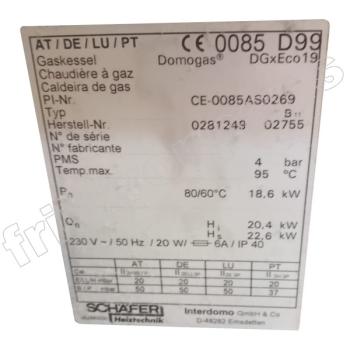 AT / DE / LU / PT CE 0085 D99
Gaskessel Domogas® DGxEco19
Chaudière à gaz
Caldeira de gas
PI-Nr. CE-0085AS0269
Typ B11
Herstell-Nr. 0281249 02755
N° de série
N° fabricante
PMS 4 bar
Temp.max. 95 °C
Pn 80/60°C 18,6 kW
Qn Hi 20,4 kW
Hs 22,6 kW
230 V~ / 50 Hz / 20 W/ 6A / IP 40
AT DE LU PT
Cat.
20 20 20 20
50 50 50 37
SCHÄFER Interdomo GmbH & Co
Heiztechnik D-48282 Emsdetten